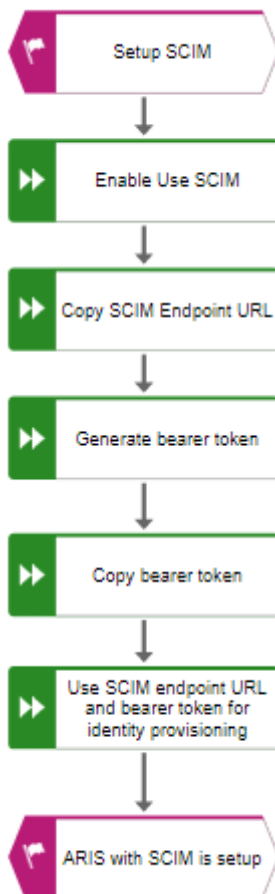 Setup SCIM
Enable Use SCIM
Copy SCIM Endpoint URL
Generate bearer token
Copy bearer token
Use SCIM endpoint URL
and bearer token for
identity provisioning
ARIS with SCIM is setup